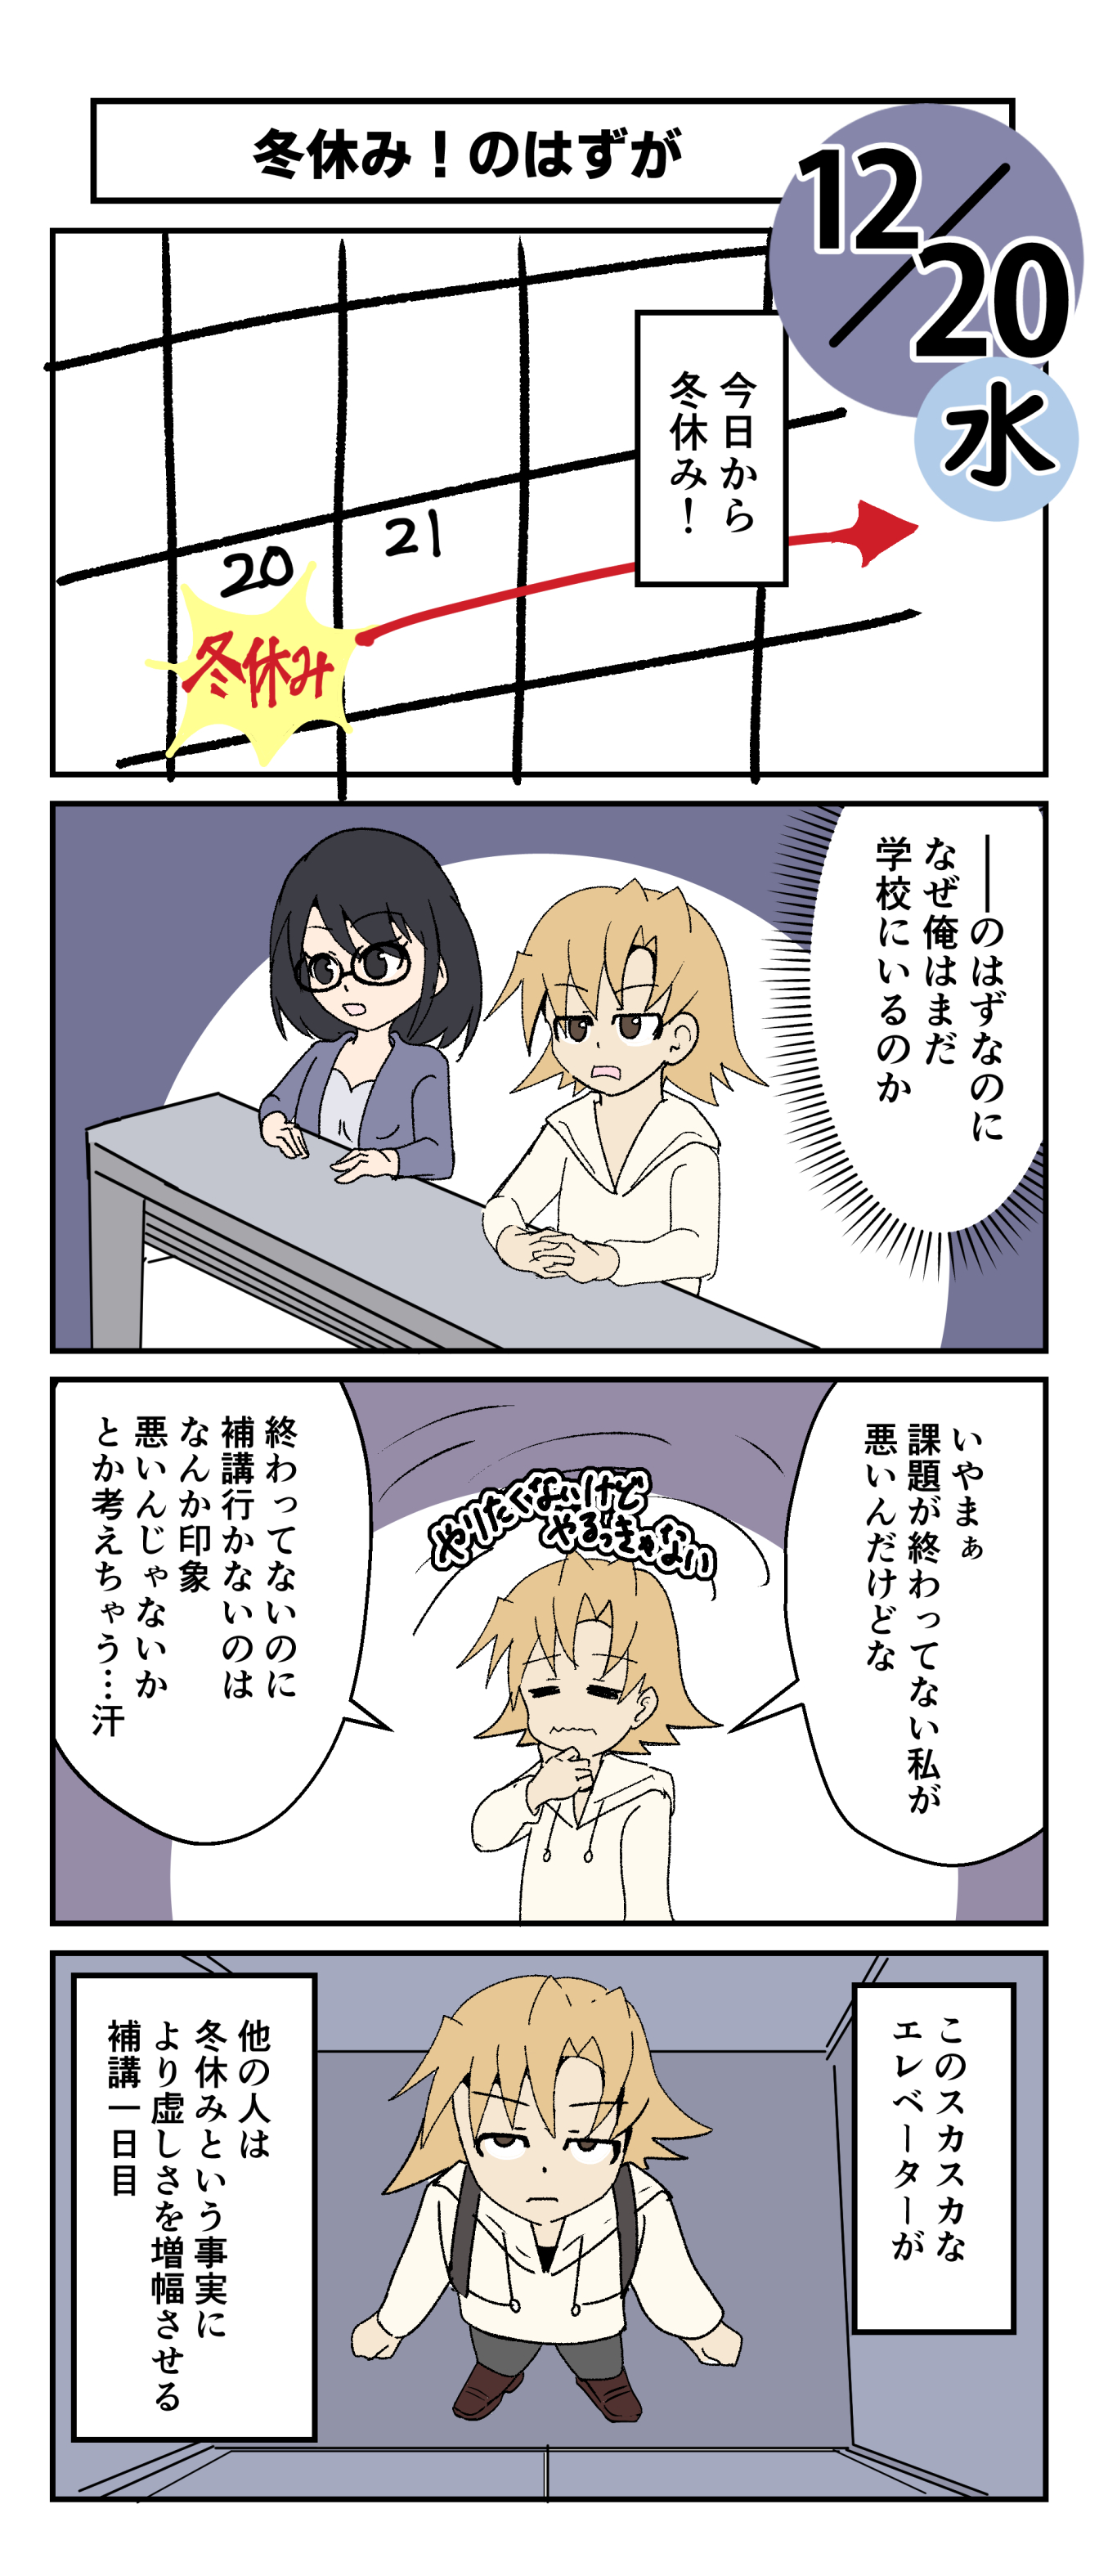 冬休み！のはずが
12/20
水
今日から
冬休み！
20
21
冬休み
――のはずなのに
なぜ俺はまだ
学校にいるのか
いやまぁ
課題が終わってない私が
悪いんだけどな
やりたくないけど
やるっきゃない
終わってないのに
補講行かないのは
なんか印象
悪いんじゃないか
とか考えちゃう…汗
このスカスカな
エレベーターが
他の人は
冬休みという事実に
より虚しさを増幅させる
補講一日目